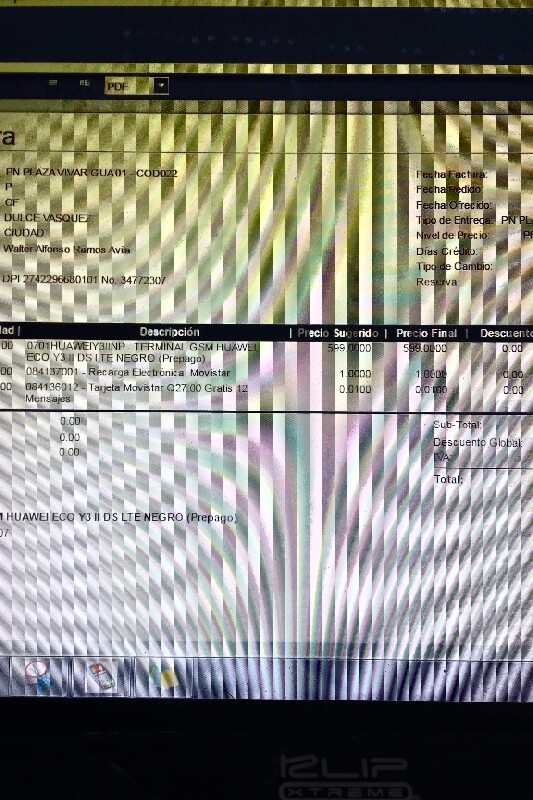 PDF
ra
PN PLAZA VIVAR GUA01 - COD022
P
CF
DULCE VASQUEZ
CIUDAD
Walter Alfonso Ramos Avila
DPI 2742296680101 No. 34772307
Fecha Factura:
Fecha Pedido:
Fecha Ofrecido:
Tipo de Entrega: PN PL
Nivel de Precio: P
Días Crédito:
Tipo de Cambio:
Reserva
dad | Descripción | Precio Sugerido | Precio Final | Descuento
00 0701HUAWEIY3IINP - TERMINAL GSM HUAWEI 599.0000 599.0000 0.00
ECO Y3 II DS LTE NEGRO (Prepago)
00 084137001 - Recarga Electrónica Movistar 1.0000 1.0000 0.00
00 084136012 - Tarjeta Movistar Q27.00 Gratis 12 0.0100 0.0100 0.00
Mensajes
0.00
0.00
0.00
Sub-Total:
Descuento Global:
IVA:
Total:
M HUAWEI ECO Y3 II DS LTE NEGRO (Prepago)
07
KLIP
XTREME